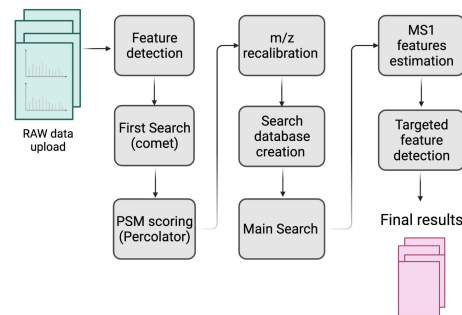 RAW data
upload
Feature
detection
First Search
(comet)
PSM scoring
(Percolator)
m/z
recalibration
Search
database
creation
Main Search
MS1
features
estimation
Targeted
feature
detection
Final results